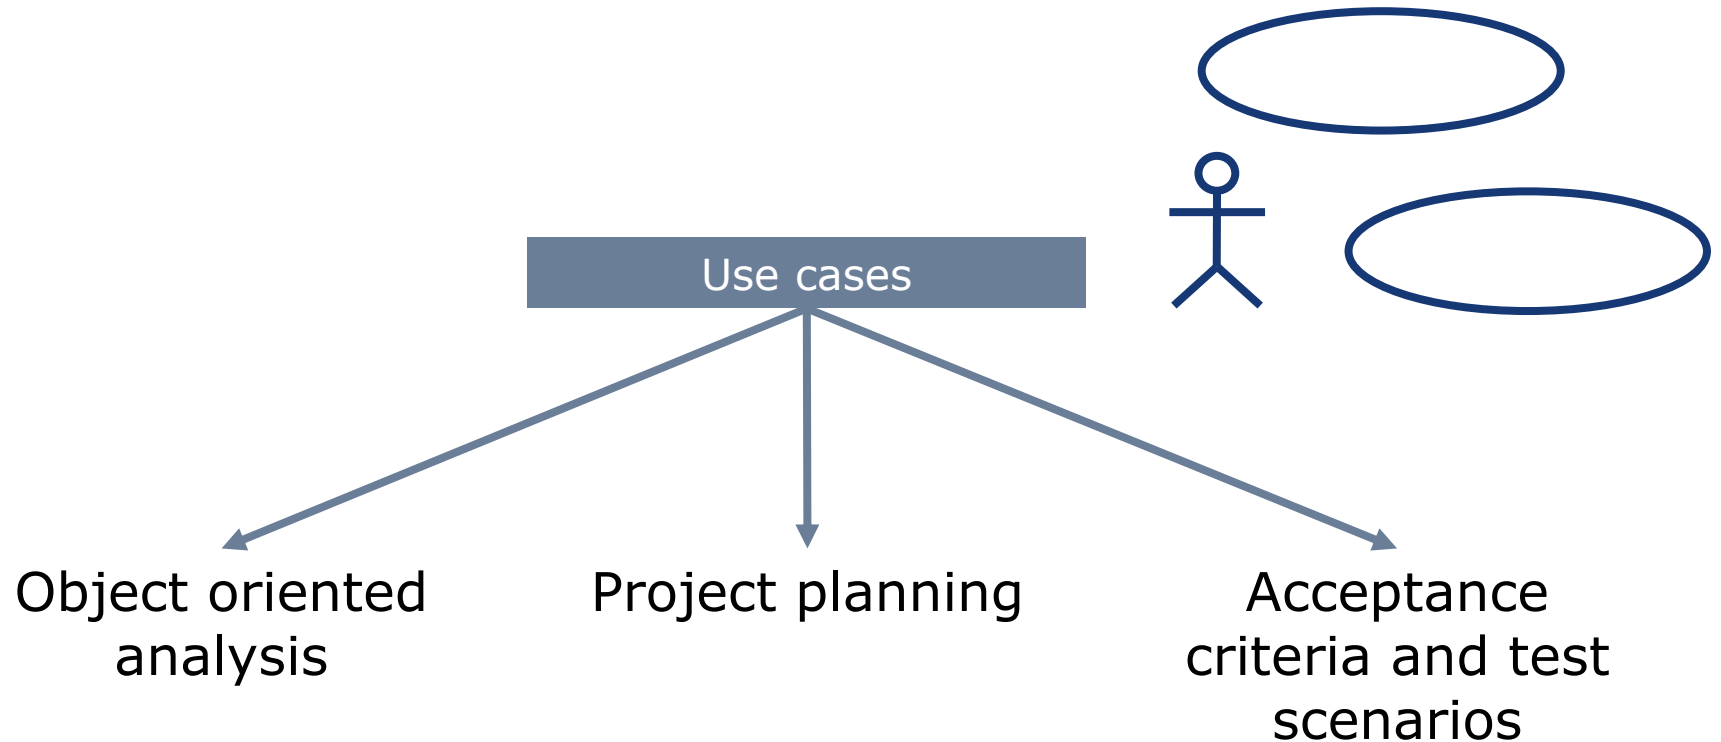 Use cases
Object oriented
analysis
Project planning
Acceptance
criteria and test
scenarios